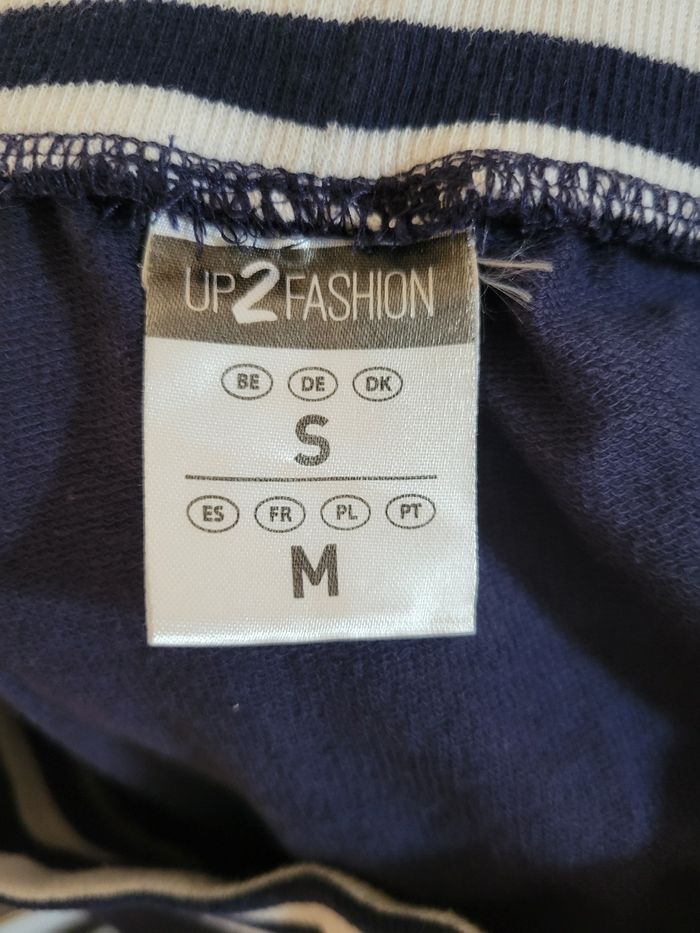 UP2FASHION
BE DE DK
S
ES FR PL PT
M